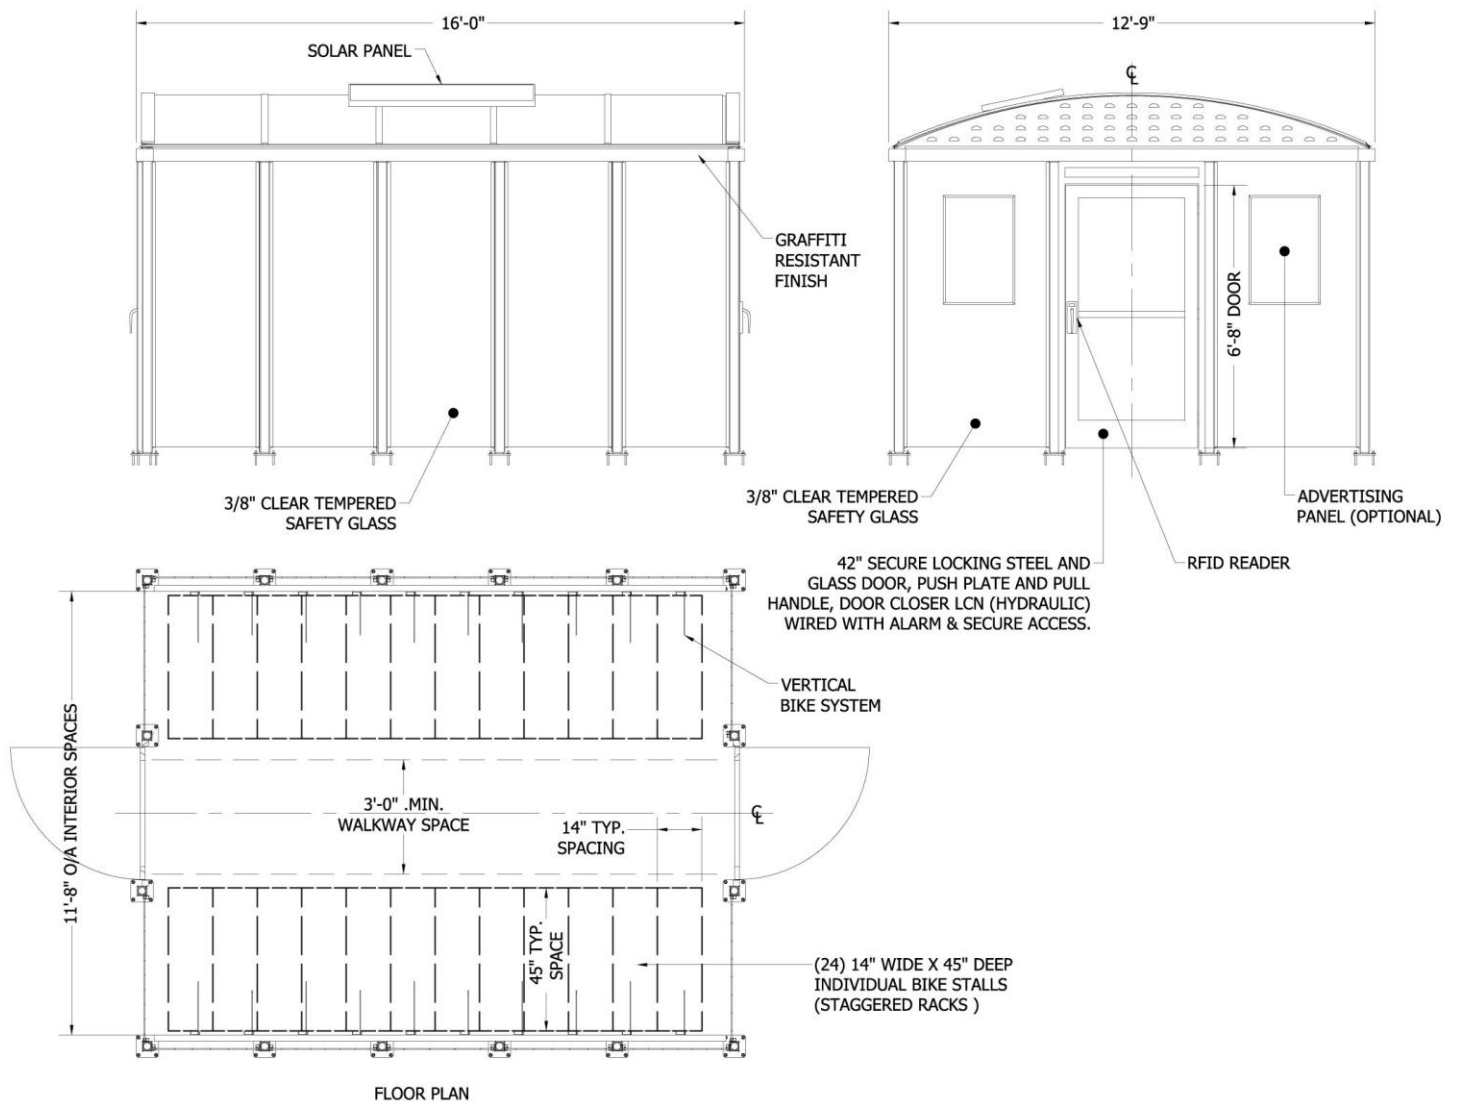 16'-0"
SOLAR PANEL
GRAFFITI
RESISTANT
FINISH
3/8" CLEAR TEMPERED
SAFETY GLASS
12'-9"
℄
6'-8" DOOR
3/8" CLEAR TEMPERED
SAFETY GLASS
ADVERTISING
PANEL (OPTIONAL)
RFID READER
42" SECURE LOCKING STEEL AND
GLASS DOOR, PUSH PLATE AND PULL
HANDLE, DOOR CLOSER LCN (HYDRAULIC)
WIRED WITH ALARM & SECURE ACCESS.
VERTICAL
BIKE SYSTEM
11'-8" O/A INTERIOR SPACES
3'-0" .MIN.
WALKWAY SPACE
14" TYP.
SPACING
℄
45" TYP.
SPACE
(24) 14" WIDE X 45" DEEP
INDIVIDUAL BIKE STALLS
(STAGGERED RACKS )
FLOOR PLAN